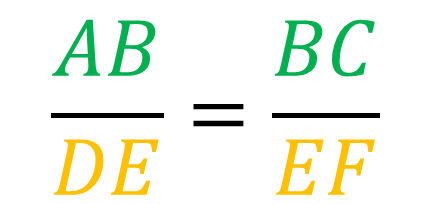 AB/DE = BC/EF